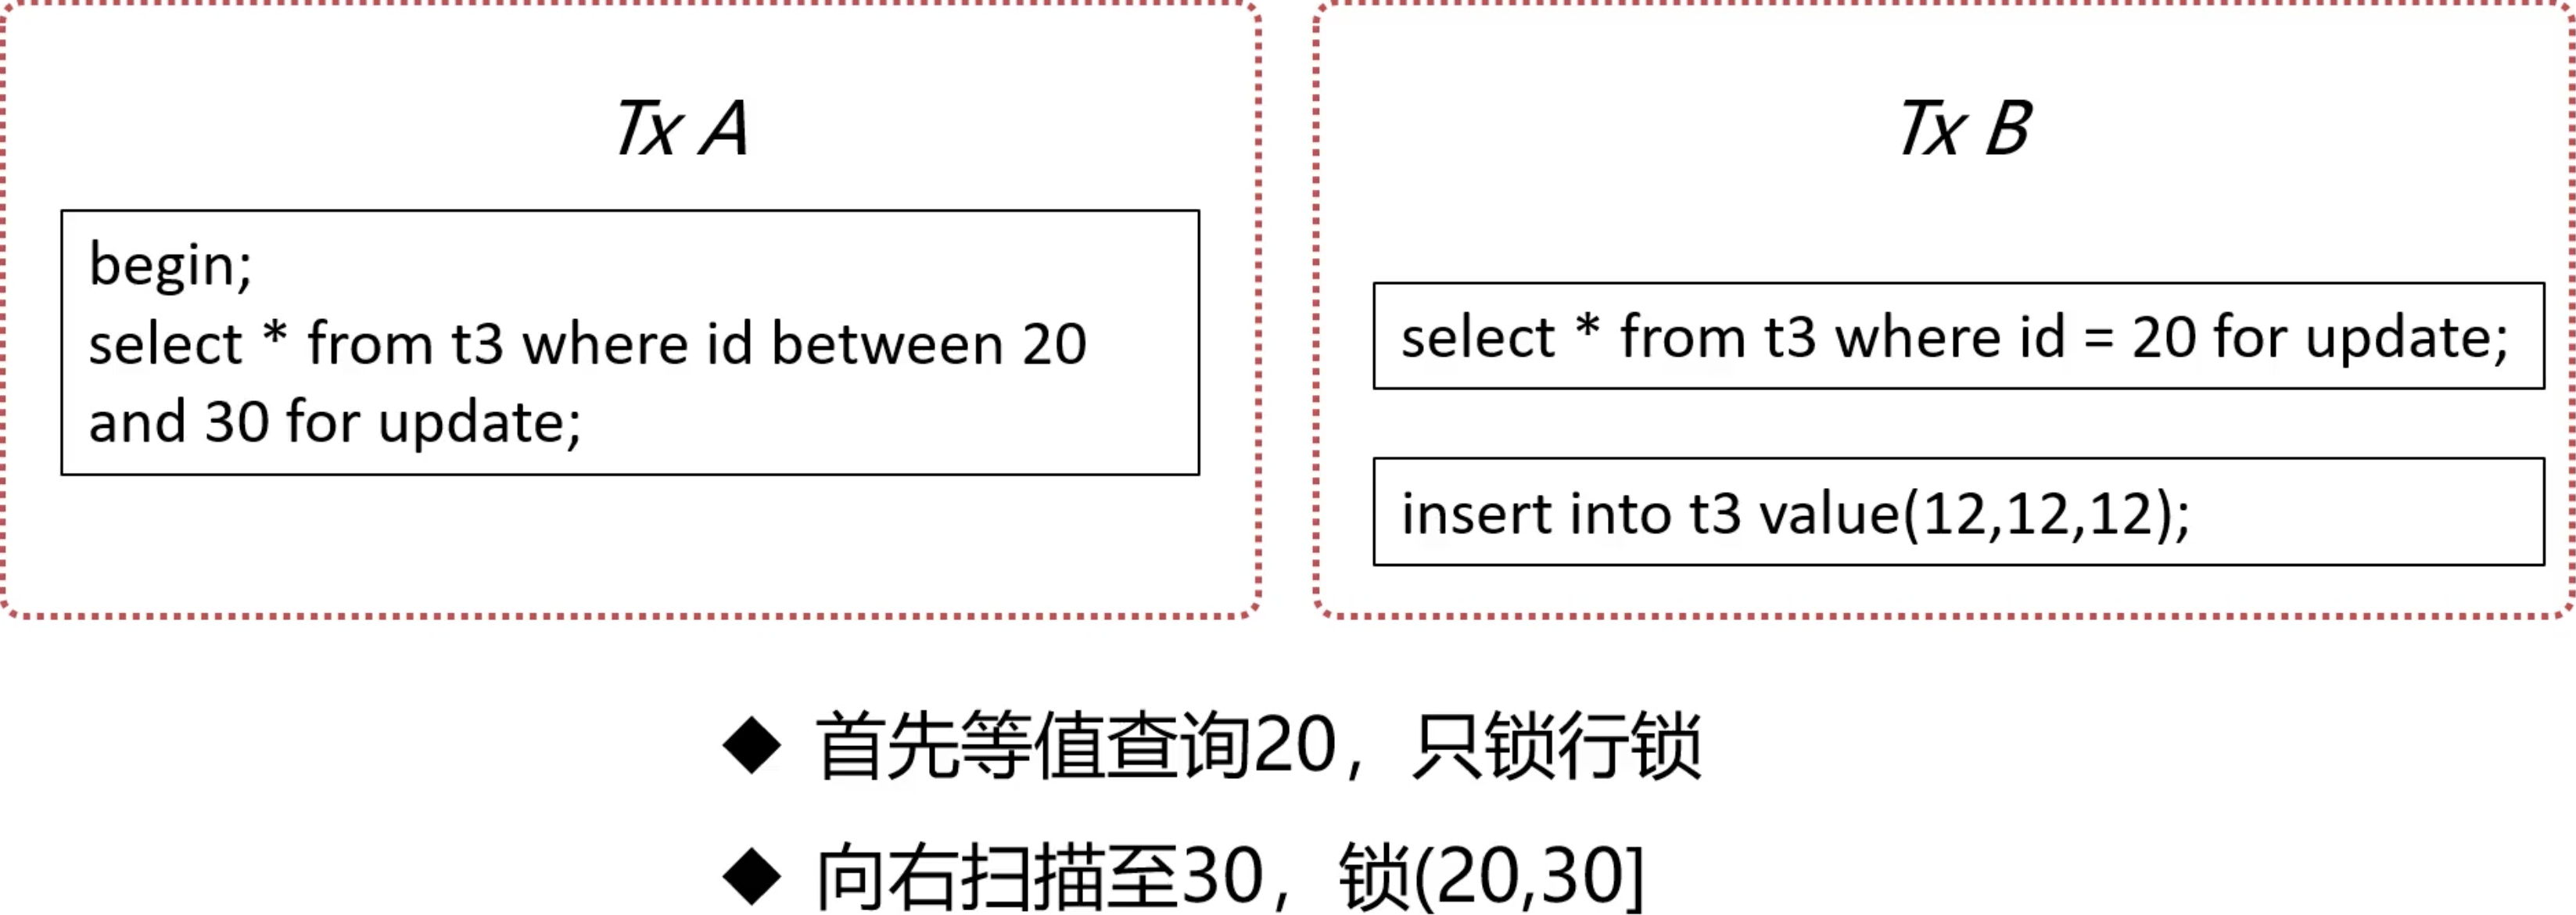 Tx A
begin;
select * from t3 where id between 20
and 30 for update;
Tx B
select * from t3 where id = 20 for update;
insert into t3 value(12,12,12);
◆ 首先等值查询20，只锁行锁
◆ 向右扫描至30，锁(20,30]